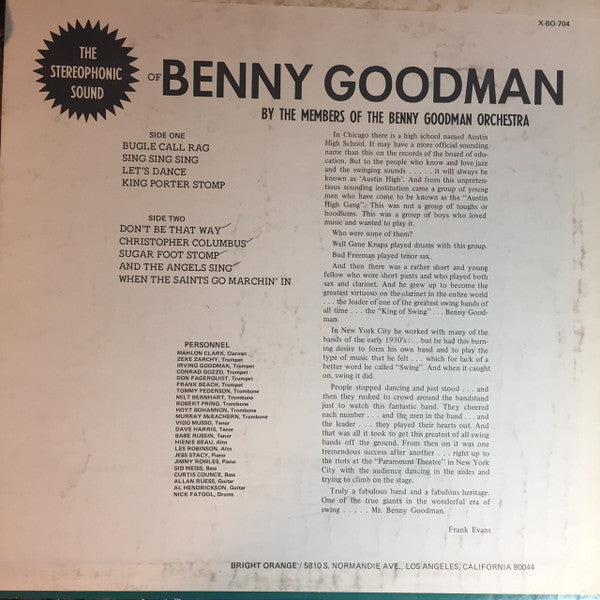 X-BO-704
THE
STEREOPHONIC
SOUND
OF BENNY GOODMAN
BY THE MEMBERS OF THE BENNY GOODMAN ORCHESTRA
SIDE ONE
BUGLE CALL RAG
SING SING SING
LET'S DANCE
KING PORTER STOMP
SIDE TWO
DON'T BE THAT WAY
CHRISTOPHER COLUMBUS
SUGAR FOOT STOMP
AND THE ANGELS SING
WHEN THE SAINTS GO MARCHIN' IN
PERSONNEL
MAHLON CLARK, Clarinet
ZEKE ZARCHY, Trumpet
IRVING GOODMAN, Trumpet
CONRAD GOZZO, Trumpet
DON FAGERQUIST, Trumpet
FRANK BEACH, Trumpet
TOMMY PEDERSON, Trombone
MILT BERNHART, Trombone
ROBERT PRING, Trombone
HOYT BOHANNON, Trombone
MURRAY McEACHERN, Trombone
VIDO MUSSO, Tenor
DAVE HARRIS, Tenor
BABE RUSSIN, Tenor
HIENIE BEAU, Alto
LES ROBINSON, Alto
JESS STACY, Piano
JIMMY ROWLES, Piano
SID WEISS, Bass
CURTIS COUNCE, Bass
ALLAN RUESS, Guitar
AL HENDRICKSON, Guitar
NICK FATOOL, Drums
In Chicago there is a high school named Austin
High School. It may have a more official sounding
name than this on the records of the board of edu-
cation. But to the people who know and love jazz
and the swinging sounds . . . . . it will always be
known as 'Austin High'. And from this unpreten-
tious sounding institution came a group of young
men who have come to be known as the "Austin
High Gang". This was not a group of toughs or
hoodlums. This was a group of boys who loved
music and wanted to play it.
Who were some of them?
Well Gene Krupa played drums with this group.
Bud Freeman played tenor sax.
And then there was a rather short and young
fellow who wore short pants and who played both
sax and clarinet. And he grew up to become the
greatest virtuoso on the clarinet in the entire world
. . . the leader of one of the greatest swing bands of
all time . . . the "King of Swing" . . . Benny Good-
man.
In New York City he worked with many of the
bands of the early 1930's . . . but he had this burn-
ing desire to form his own band and to play the
type of music that he felt . . . which for lack of a
better word he called "Swing". And when it caught
on, swing it did.
People stopped dancing and just stood . . . and
then they rushed to crowd around the bandstand
just to watch this fantastic band. They cheered
each number . . . and the men in the band . . . and
the leader . . . they played their hearts out. And
that was all it took to get this greatest of all swing
bands off the ground. From then on it was one
tremendous success after another . . . right up to
the riots at the "Paramount Theatre" in New York
City with the audience dancing in the aisles and
trying to climb on the stage.
Truly a fabulous band and a fabulous heritage.
One of the true giants in the wonderful era of
swing . . . . . Mr. Benny Goodman.
Frank Evans
BRIGHT ORANGE / 5810 S. NORMANDIE AVE., LOS ANGELES, CALIFORNIA 90044